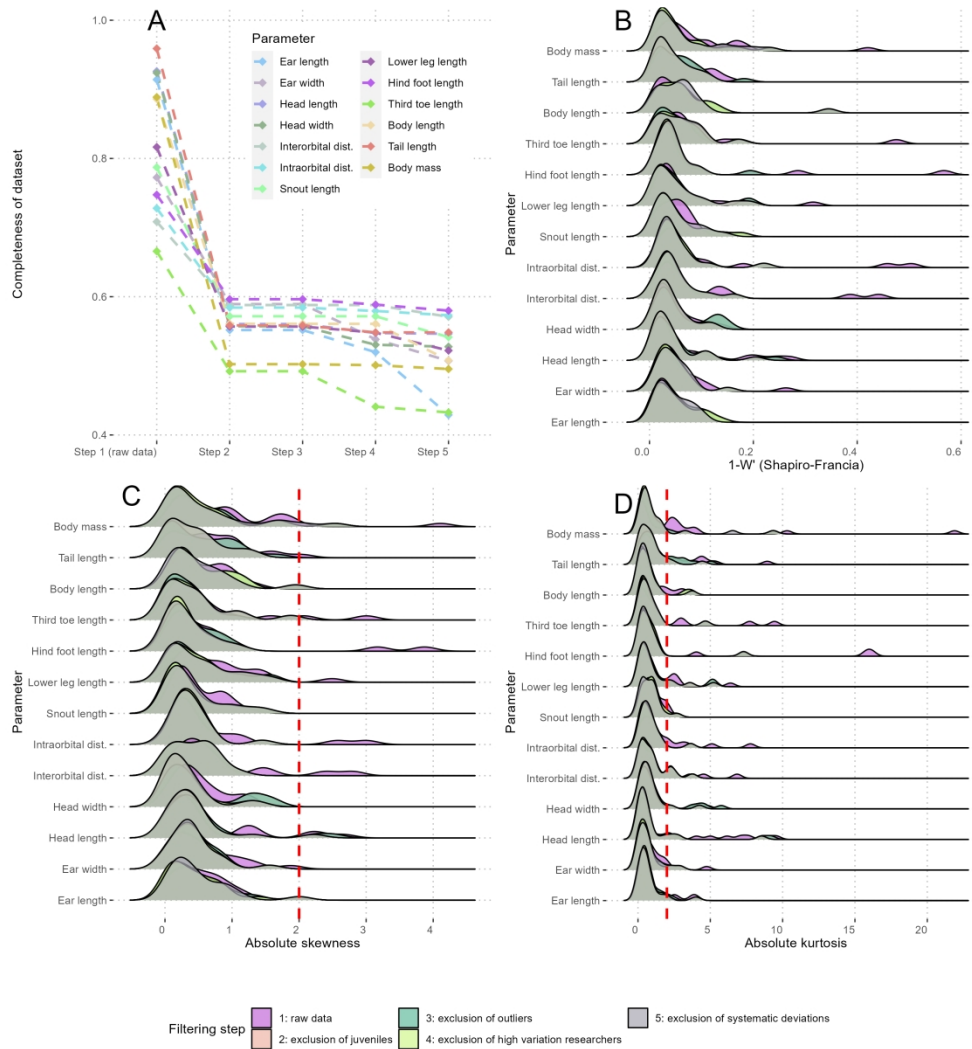 A
Completeness of dataset
1.0
0.8
0.6
0.4
Step 1 (raw data) Step 2 Step 3 Step 4 Step 5
Parameter
Ear length
Ear width
Head length
Head width
Interorbital dist.
Intraorbital dist.
Snout length
Lower leg length
Hind foot length
Third toe length
Body length
Tail length
Body mass
B
Parameter
Body mass
Tail length
Body length
Third toe length
Hind foot length
Lower leg length
Snout length
Intraorbital dist.
Interorbital dist.
Head width
Head length
Ear width
Ear length
0.0 0.2 0.4 0.6
1-W' (Shapiro-Francia)
C
Parameter
Body mass
Tail length
Body length
Third toe length
Hind foot length
Lower leg length
Snout length
Intraorbital dist.
Interorbital dist.
Head width
Head length
Ear width
Ear length
0 1 2 3 4
Absolute skewness
D
Parameter
Body mass
Tail length
Body length
Third toe length
Hind foot length
Lower leg length
Snout length
Intraorbital dist.
Interorbital dist.
Head width
Head length
Ear width
Ear length
0 5 10 15 20
Absolute kurtosis
Filtering step
1: raw data
2: exclusion of juveniles
3: exclusion of outliers
4: exclusion of high variation researchers
5: exclusion of systematic deviations